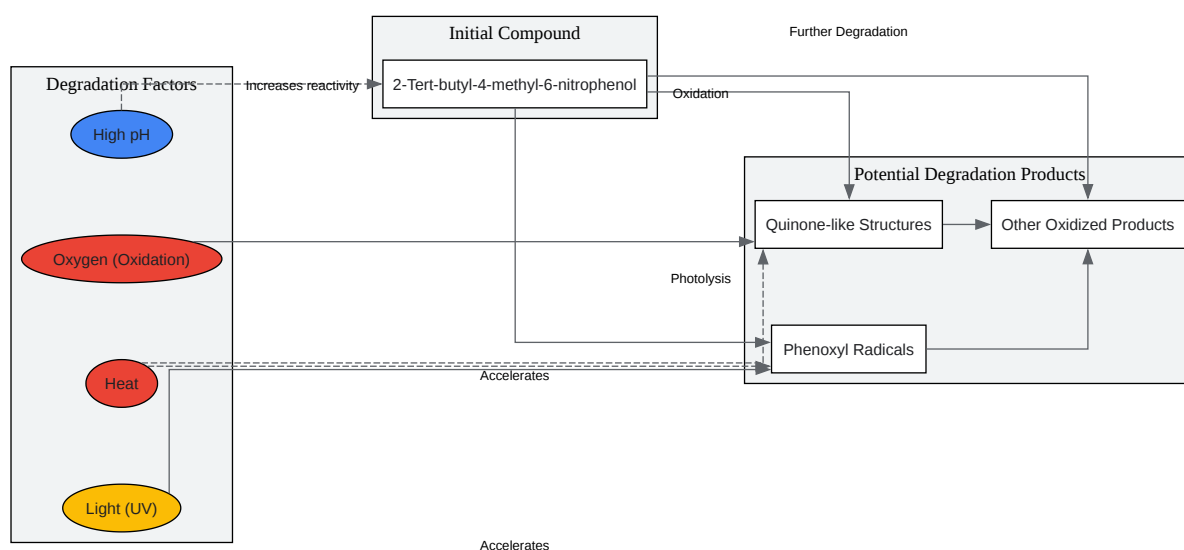 Initial Compound
Further Degradation
Degradation Factors
Increases reactivity
2-Tert-butyl-4-methyl-6-nitrophenol
Oxidation
High pH
Potential Degradation Products
Quinone-like Structures
Other Oxidized Products
Oxygen (Oxidation)
Photolysis
Phenoxyl Radicals
Heat
Accelerates
Light (UV)
Accelerates